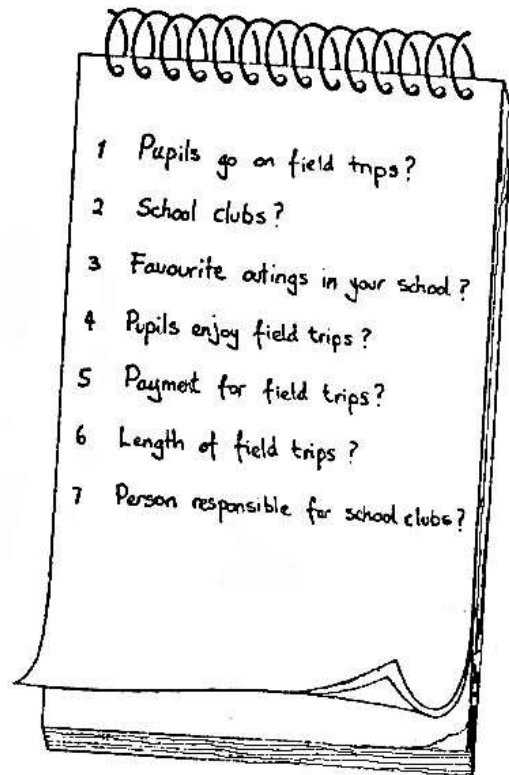 1 Pupils go on field trips?
2 School clubs?
3 Favourite outings in your school?
4 Pupils enjoy field trips?
5 Payment for field trips?
6 Length of field trips?
7 Person responsible for school clubs?